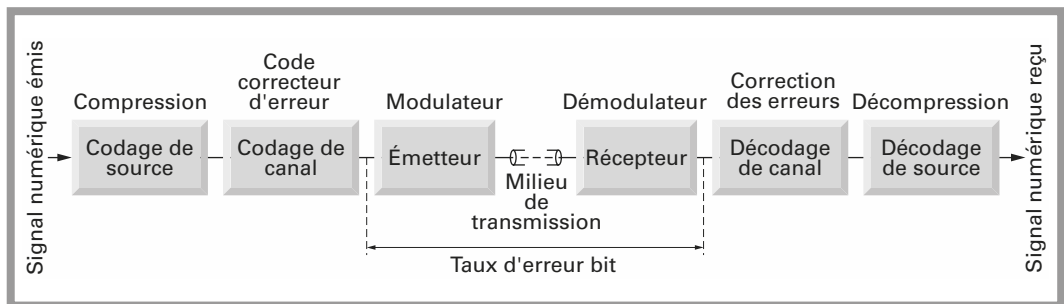 Signal numérique émis
Compression
Codage de
source
Code
correcteur
d'erreur
Codage de
canal
Modulateur
Émetteur
Milieu
de
transmission
Démodulateur
Récepteur
Correction
des erreurs
Décodage
de canal
Décompression
Décodage
de source
Signal numérique reçu
Taux d'erreur bit